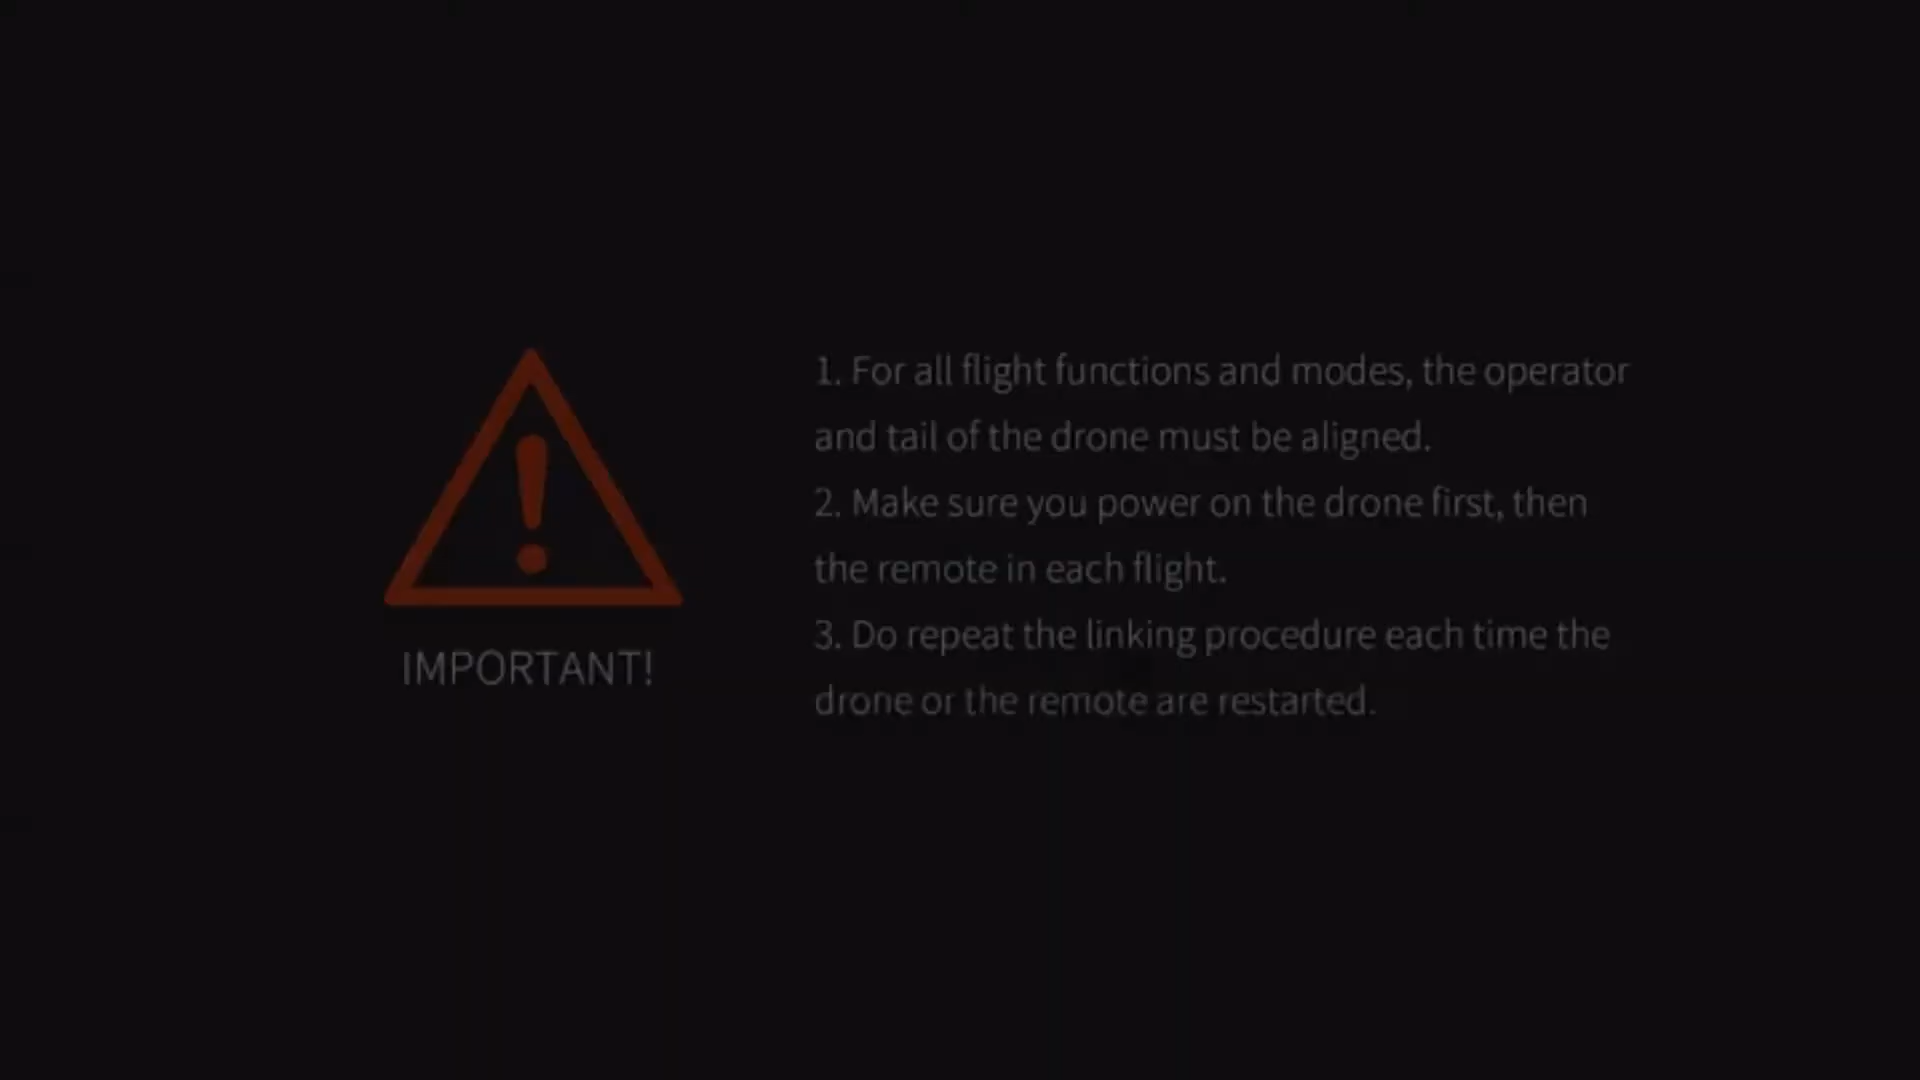 1. For all flight functions and modes, the operator
and tail of the drone must be aligned.
2. Make sure you power on the drone first, then
the remote in each flight.
3. Do repeat the linking procedure each time the
drone or the remote are restarted.
IMPORTANT!